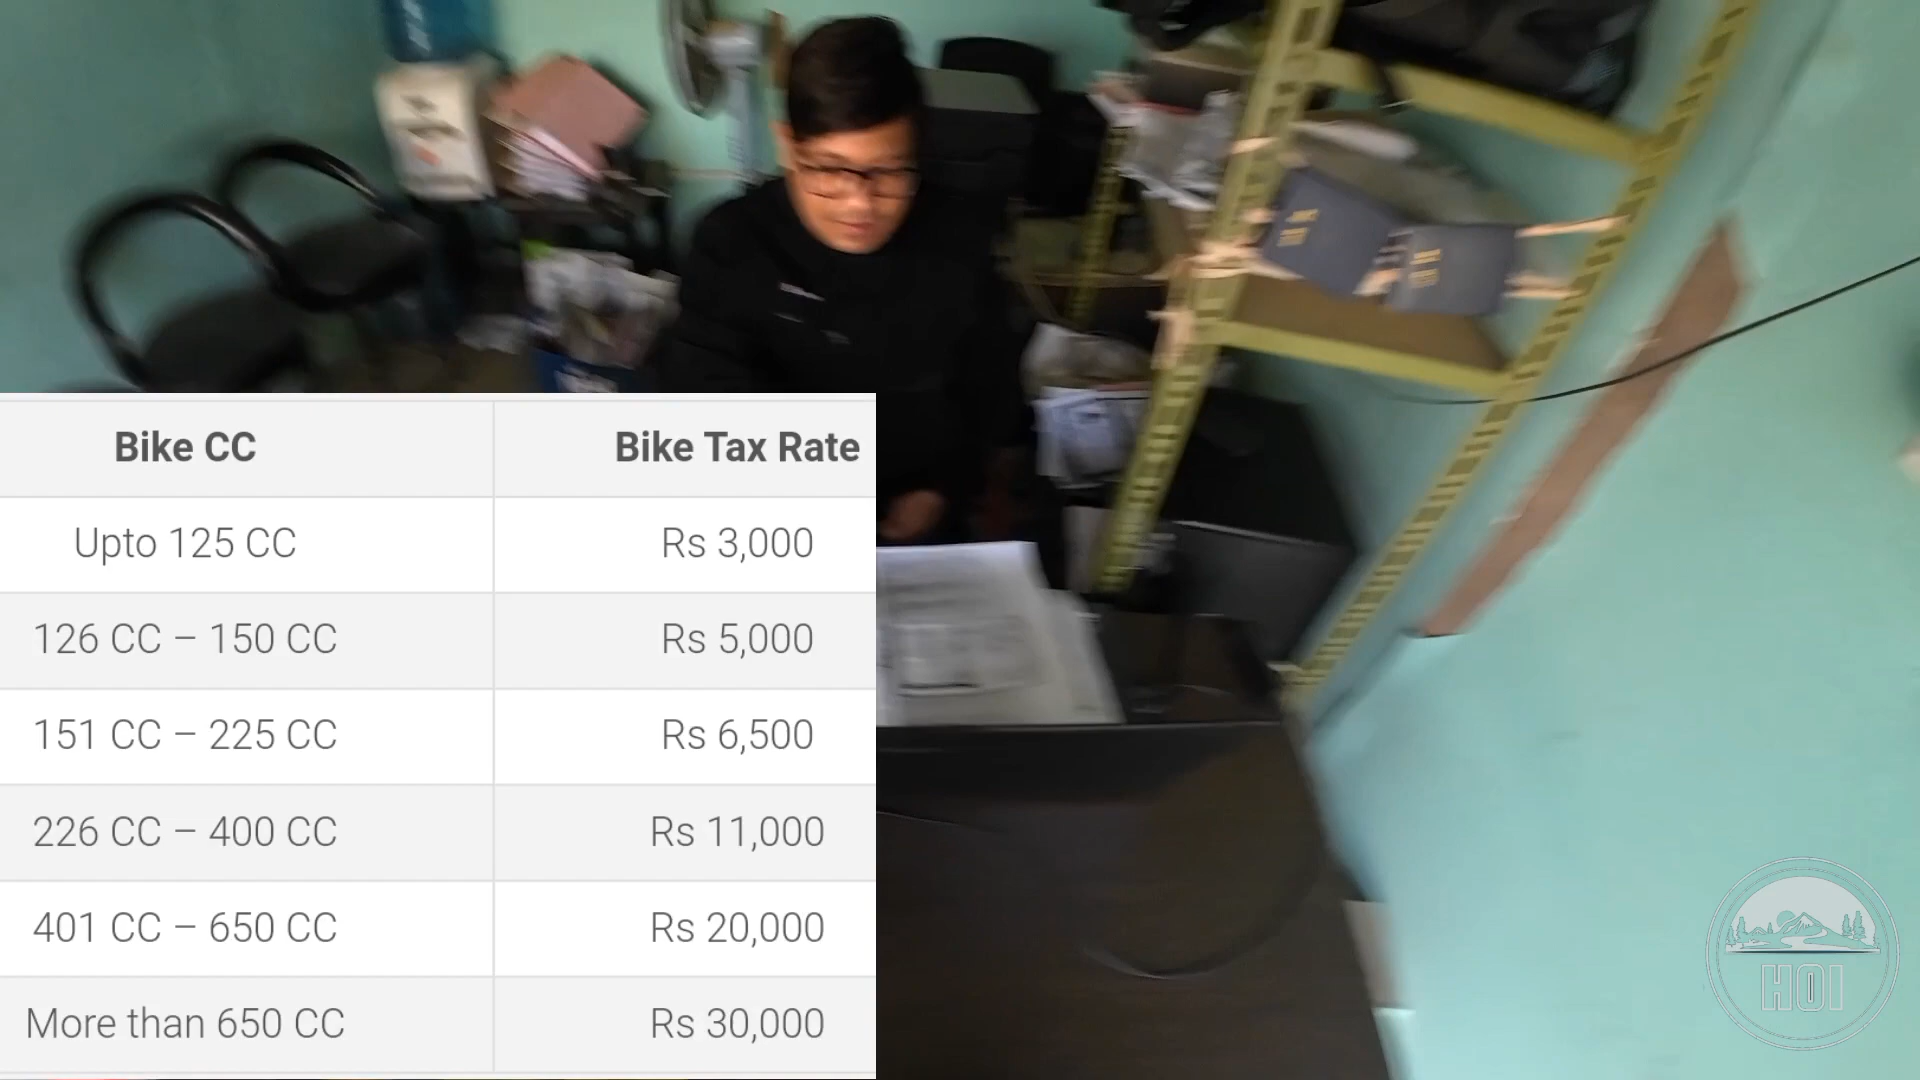 Bike CC Bike Tax Rate
Upto 125 CC Rs 3,000
126 CC – 150 CC Rs 5,000
151 CC – 225 CC Rs 6,500
226 CC – 400 CC Rs 11,000
401 CC – 650 CC Rs 20,000
More than 650 CC Rs 30,000
HOI